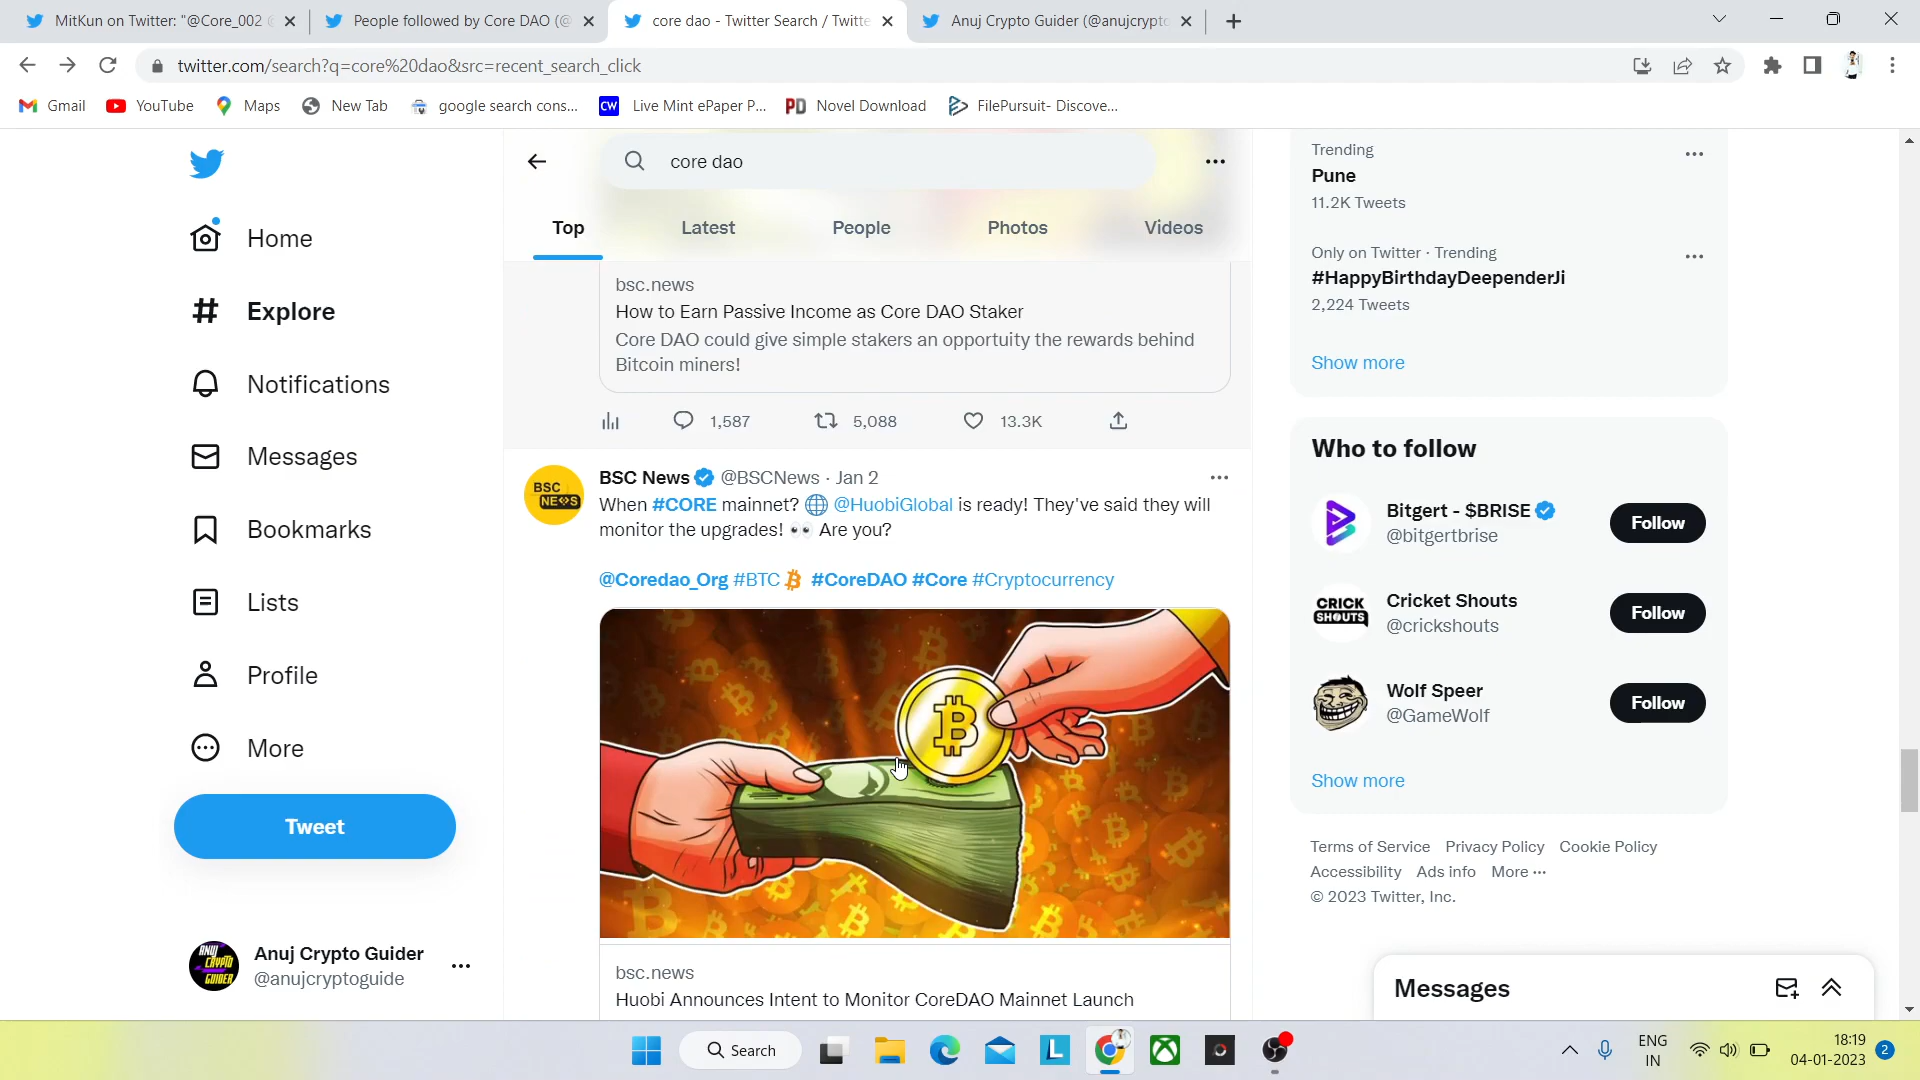 MitKun on Twitter: "@Core_002
People followed by Core DAO (@
core dao - Twitter Search / Twitte
Anuj Crypto Guider (@anujcrypto
twitter.com/search?q=core%20dao&src=recent_search_click
Gmail
YouTube
Maps
New Tab
google search cons...
CW
Live Mint ePaper P...
PD
Novel Download
FilePursuit- Discove...
Home
Explore
Notifications
Messages
Bookmarks
Lists
Profile
More
Tweet
Anuj Crypto Guider
@anujcryptoguide
core dao
Top
Latest
People
Photos
Videos
bsc.news
How to Earn Passive Income as Core DAO Staker
Core DAO could give simple stakers an opportuity the rewards behind
Bitcoin miners!
1,587
5,088
13.3K
BSC
NEWS
BSC News @BSCNews · Jan 2
When #CORE mainnet? 🌐 @HuobiGlobal is ready! They've said they will
monitor the upgrades! 👀 Are you?
@Coredao_Org #BTC #CoreDAO #Core #Cryptocurrency
bsc.news
Huobi Announces Intent to Monitor CoreDAO Mainnet Launch
Trending
Pune
11.2K Tweets
Only on Twitter · Trending
#HappyBirthdayDeependerJi
2,224 Tweets
Show more
Who to follow
Bitgert - $BRISE
@bitgertbrise
Follow
CRICK
SHOUTS
Cricket Shouts
@crickshouts
Follow
Wolf Speer
@GameWolf
Follow
Show more
Terms of Service Privacy Policy Cookie Policy
Accessibility Ads info More ···
© 2023 Twitter, Inc.
Messages
Search
L
ENG
IN
18:19
04-01-2023
2